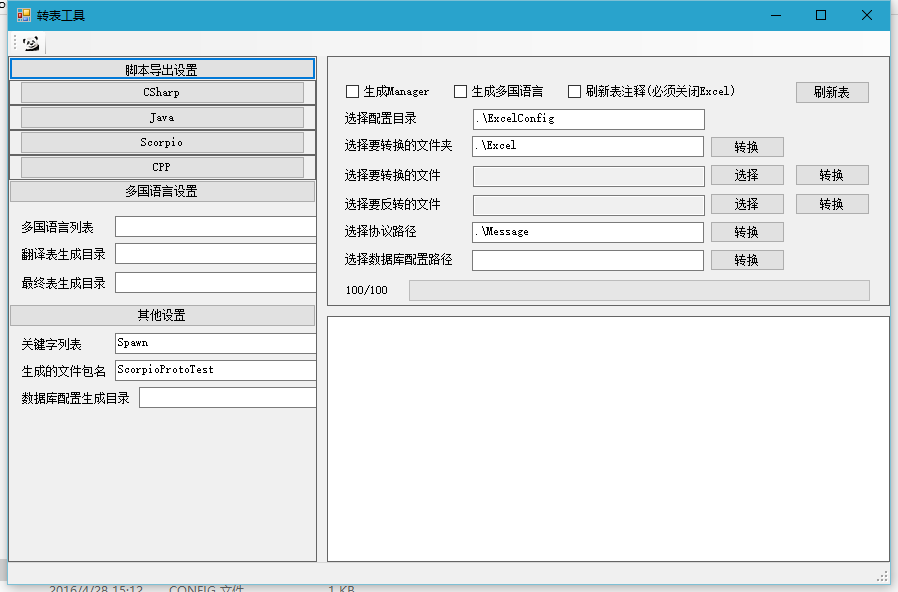 转表工具
脚本导出设置
CSharp
Java
Scorpio
CPP
多国语言设置
多国语言列表
翻译表生成目录
最终表生成目录
其他设置
关键字列表 Spawn
生成的文件包名 ScorpioProtoTest
数据库配置生成目录
生成Manager 生成多国语言 刷新表注释(必须关闭Excel) 刷新表
选择配置目录 .\ExcelConfig
选择要转换的文件夹 .\Excel 转换
选择要转换的文件 选择 转换
选择要反转的文件 选择 转换
选择协议路径 .\Message 转换
选择数据库配置路径 转换
100/100
2016/4/28 15:12 CONFIG 文件 1 KB